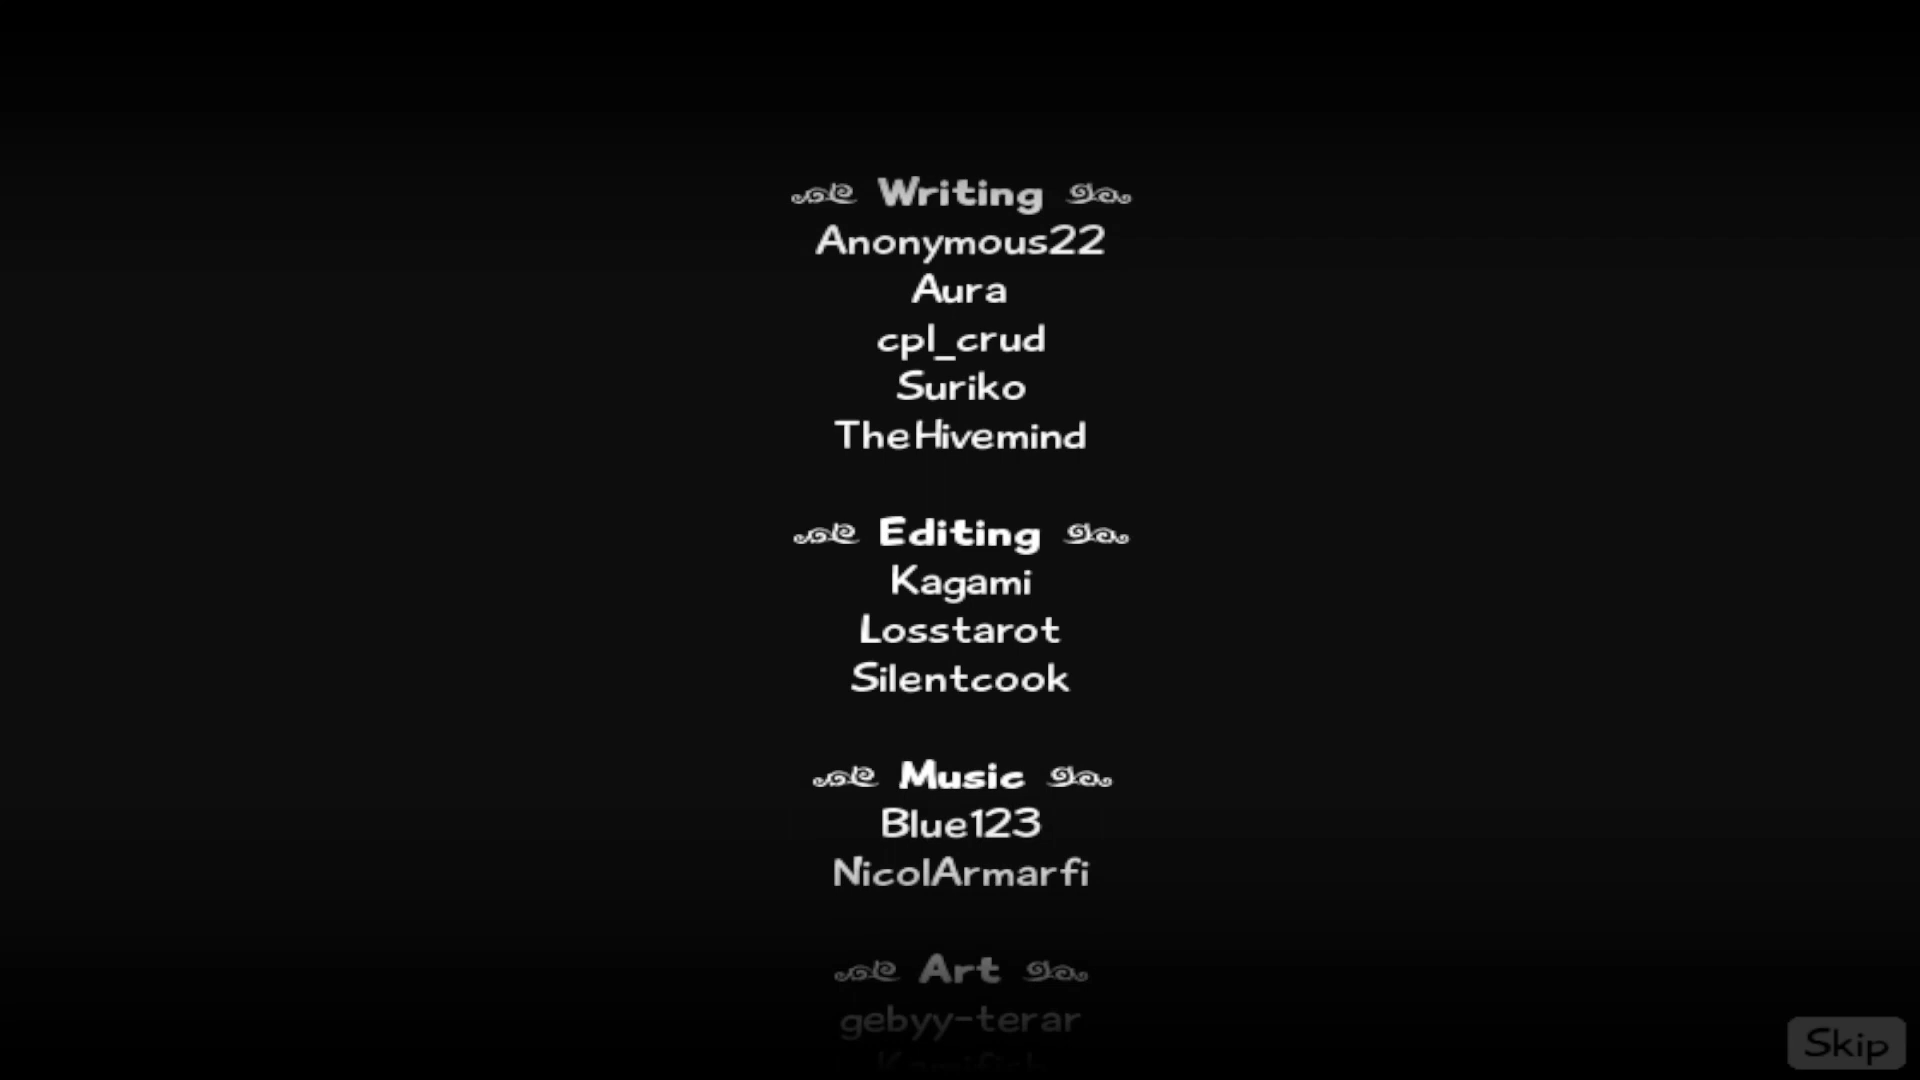 Writing
Anonymous22
Aura
cpl_crud
Suriko
TheHivemind
Editing
Kagami
Losstarot
Silentcook
Music
Blue123
NicolArmarfi
Art
gebyy-terar
Skip